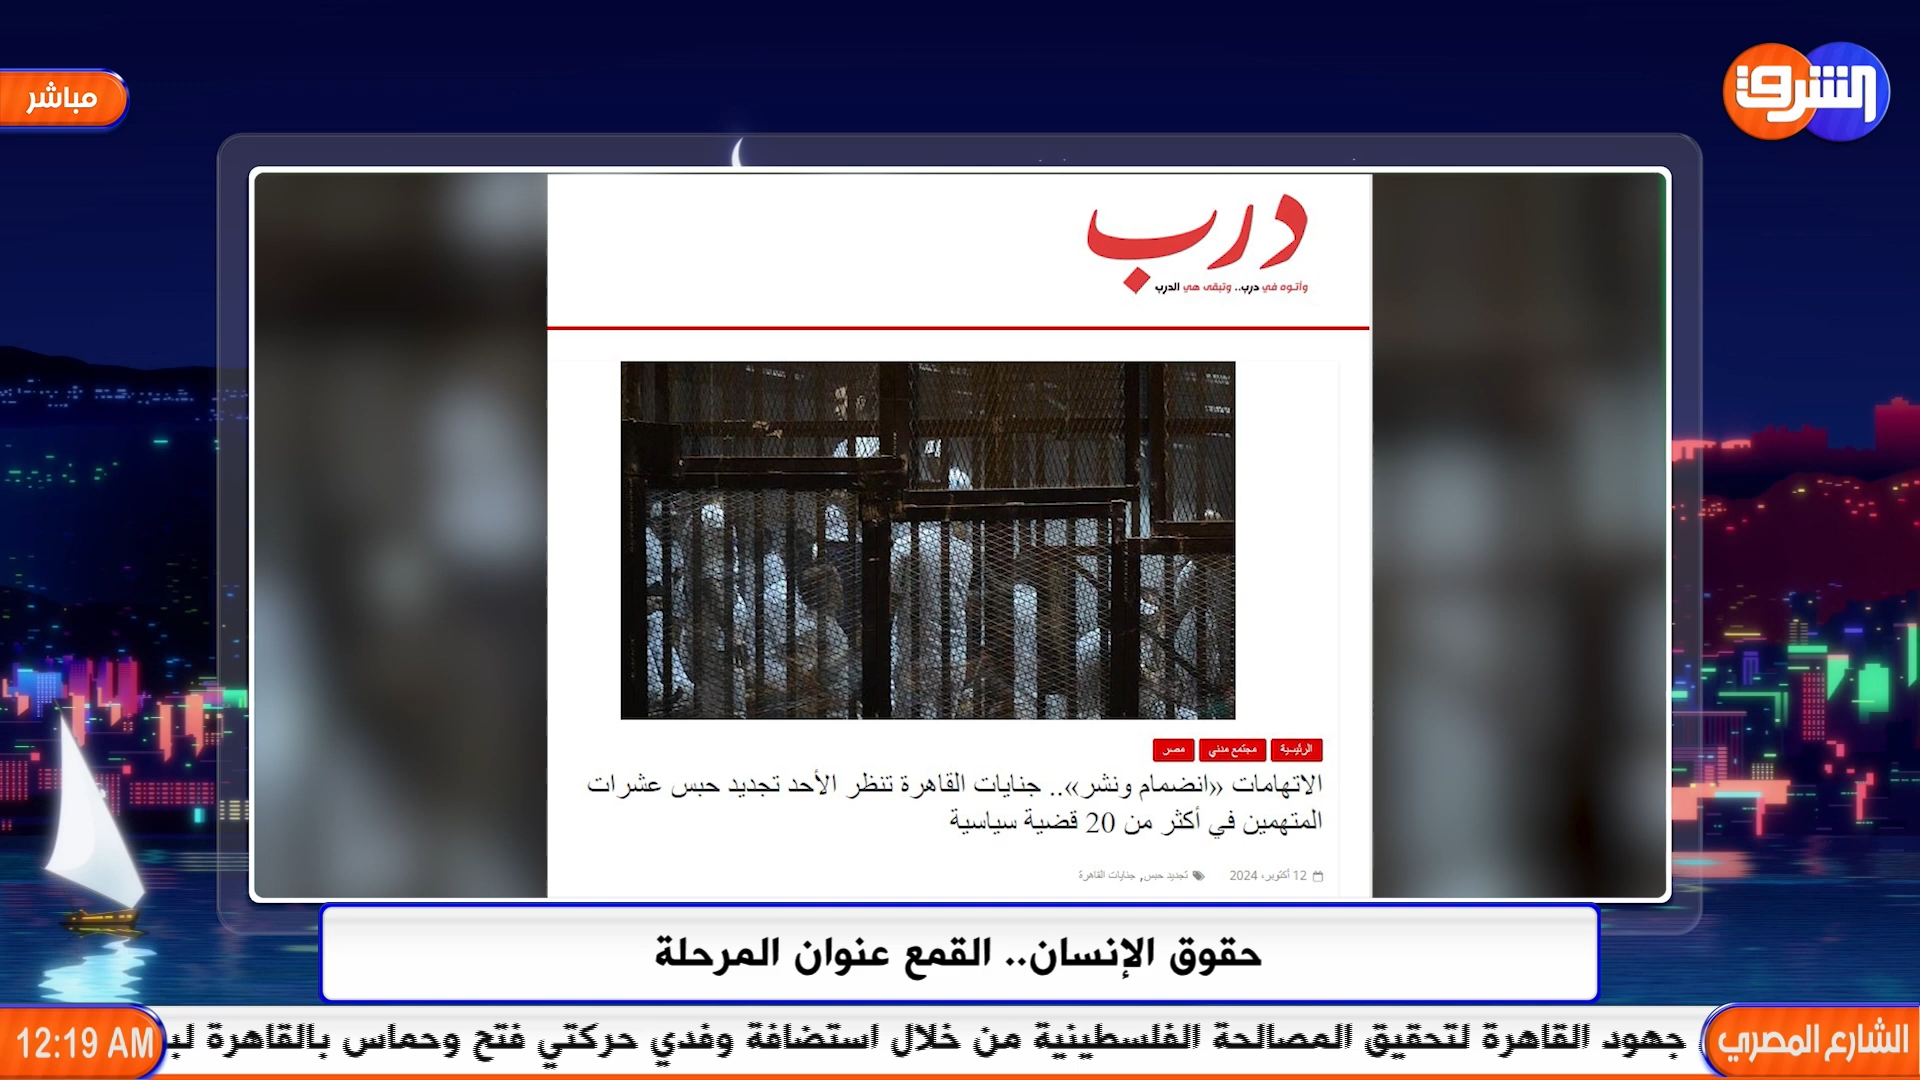 الشرق
مباشر
درب
وأتوه في درب.. وتبقى هي الدرب
الرئيسية
مجتمع مدني
مصر
الاتهامات «انضمام ونشر».. جنايات القاهرة تنظر الأحد تجديد حبس عشرات
المتهمين في أكثر من 20 قضية سياسية
12 أكتوبر، 2024
تجديد حبس, جنايات القاهرة
حقوق الإنسان.. القمع عنوان المرحلة
الشارع المصري
جهود القاهرة لتحقيق المصالحة الفلسطينية من خلال استضافة وفدي حركتي فتح وحماس بالقاهرة
12:19 AM